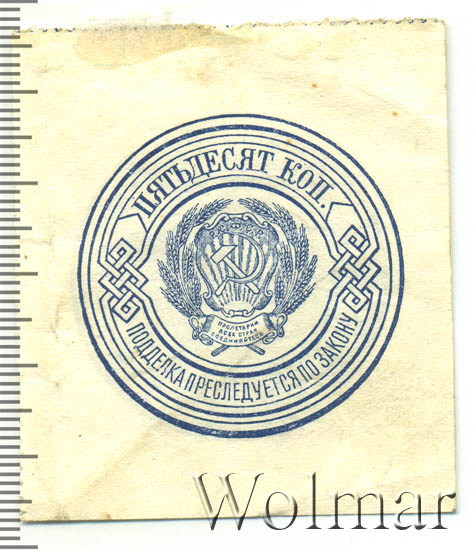 ПЯТЬДЕСЯТ КОП.
Р.С.Ф.С.Р.
ПРОЛЕТАРИИ
ВСЕХ СТРАН
СОЕДИНЯЙТЕСЬ
ПОДДЕЛКА ПРЕСЛЕДУЕТСЯ ПО ЗАКОНУ
Wolmar